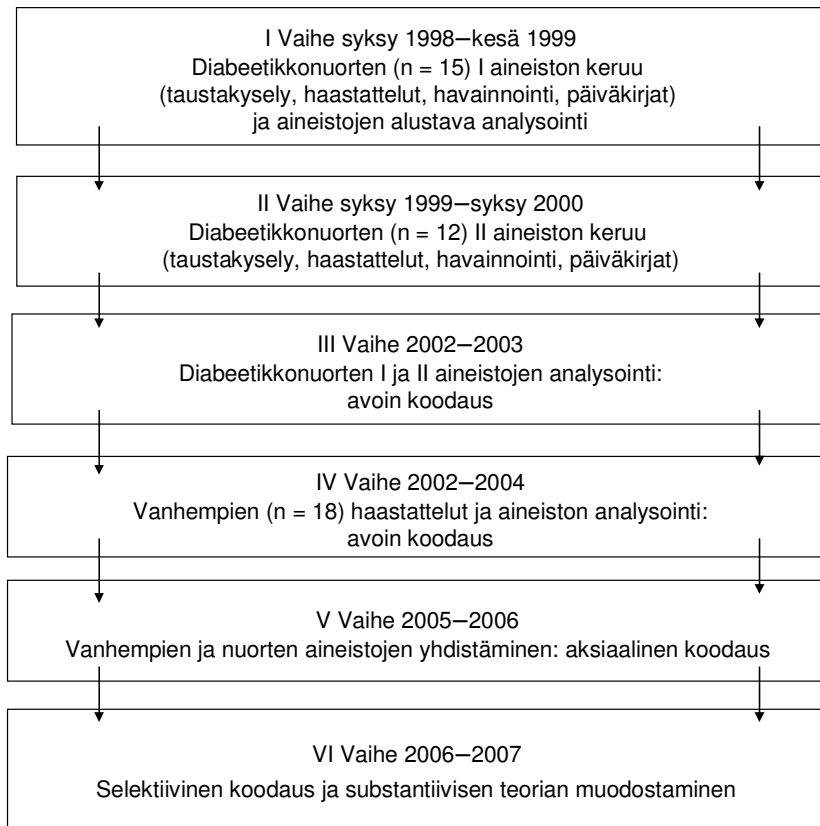 I Vaihe syksy 1998–kesä 1999
Diabeetikkonuorten (n = 15) I aineiston keruu
(taustakysely, haastattelut, havainnointi, päiväkirjat)
ja aineistojen alustava analysointi
II Vaihe syksy 1999–syksy 2000
Diabeetikkonuorten (n = 12) II aineiston keruu
(taustakysely, haastattelut, havainnointi, päiväkirjat)
III Vaihe 2002–2003
Diabeetikkonuorten I ja II aineistojen analysointi:
avoin koodaus
IV Vaihe 2002–2004
Vanhempien (n = 18) haastattelut ja aineiston analysointi:
avoin koodaus
V Vaihe 2005–2006
Vanhempien ja nuorten aineistojen yhdistäminen: aksiaalinen koodaus
VI Vaihe 2006–2007
Selektiivinen koodaus ja substantiivisen teorian muodostaminen